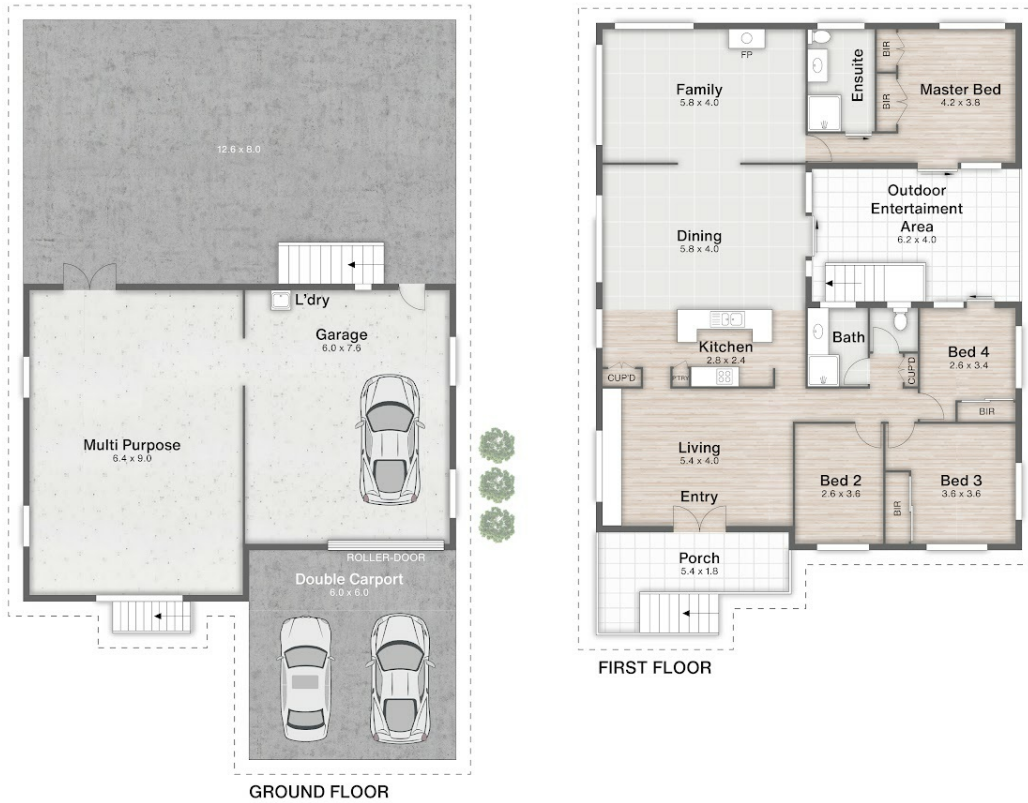 12.6 x 8.0
L'dry
Garage
6.0 x 7.6
Multi Purpose
6.4 x 9.0
ROLLER-DOOR
Double Carport
6.0 x 6.0
GROUND FLOOR
FP
Family
5.8 x 4.0
Ensuite
BIR
BIR
Master Bed
4.2 x 3.8
Outdoor
Entertaiment
Area
6.2 x 4.0
Dining
5.8 x 4.0
Kitchen
2.8 x 2.4
CUP'D
PTRY
Bath
CUP'D
Bed 4
2.6 x 3.4
BIR
Living
5.4 x 4.0
Entry
Bed 2
2.6 x 3.6
BIR
Bed 3
3.6 x 3.6
Porch
5.4 x 1.8
FIRST FLOOR